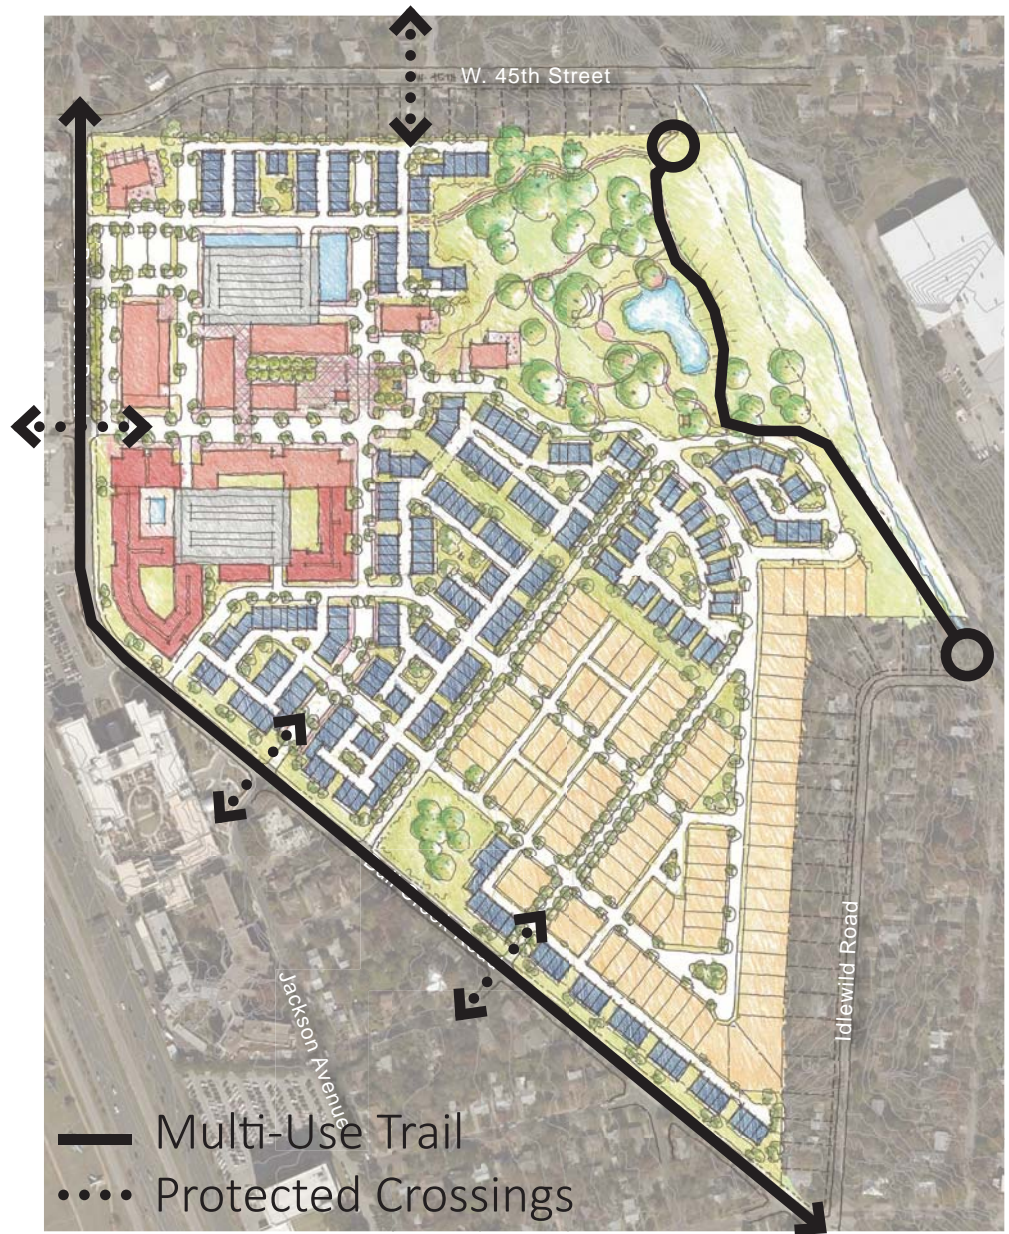 W. 45th Street
Jackson Avenue
Idlewild Road
Multi-Use Trail
Protected Crossings